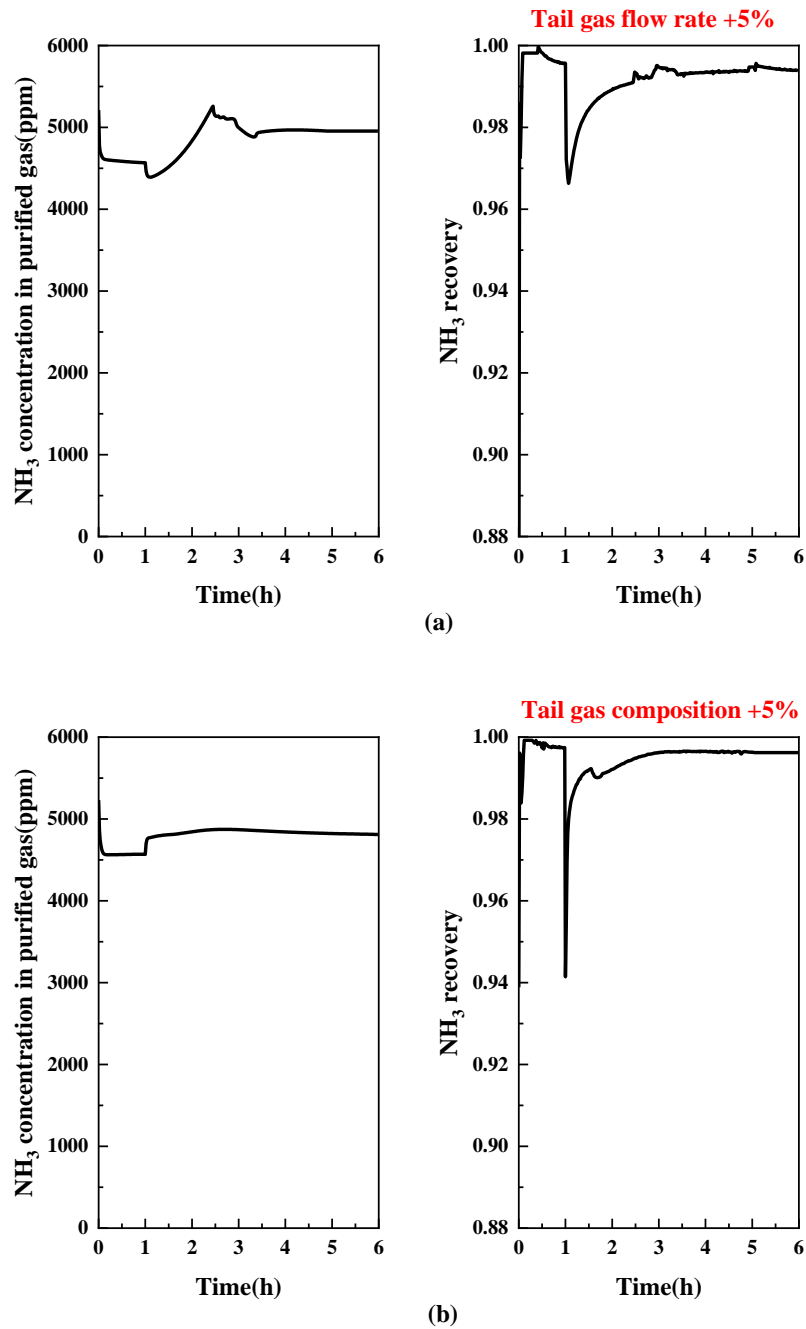 Tail gas flow rate +5%
NH3 concentration in purified gas(ppm)
6000
5000
4000
3000
2000
1000
0
0 1 2 3 4 5 6
Time(h)
NH3 recovery
1.00
0.98
0.96
0.94
0.92
0.90
0.88
0 1 2 3 4 5 6
Time(h)
(a)
Tail gas composition +5%
NH3 concentration in purified gas(ppm)
6000
5000
4000
3000
2000
1000
0
0 1 2 3 4 5 6
Time(h)
NH3 recovery
1.00
0.98
0.96
0.94
0.92
0.90
0.88
0 1 2 3 4 5 6
Time(h)
(b)